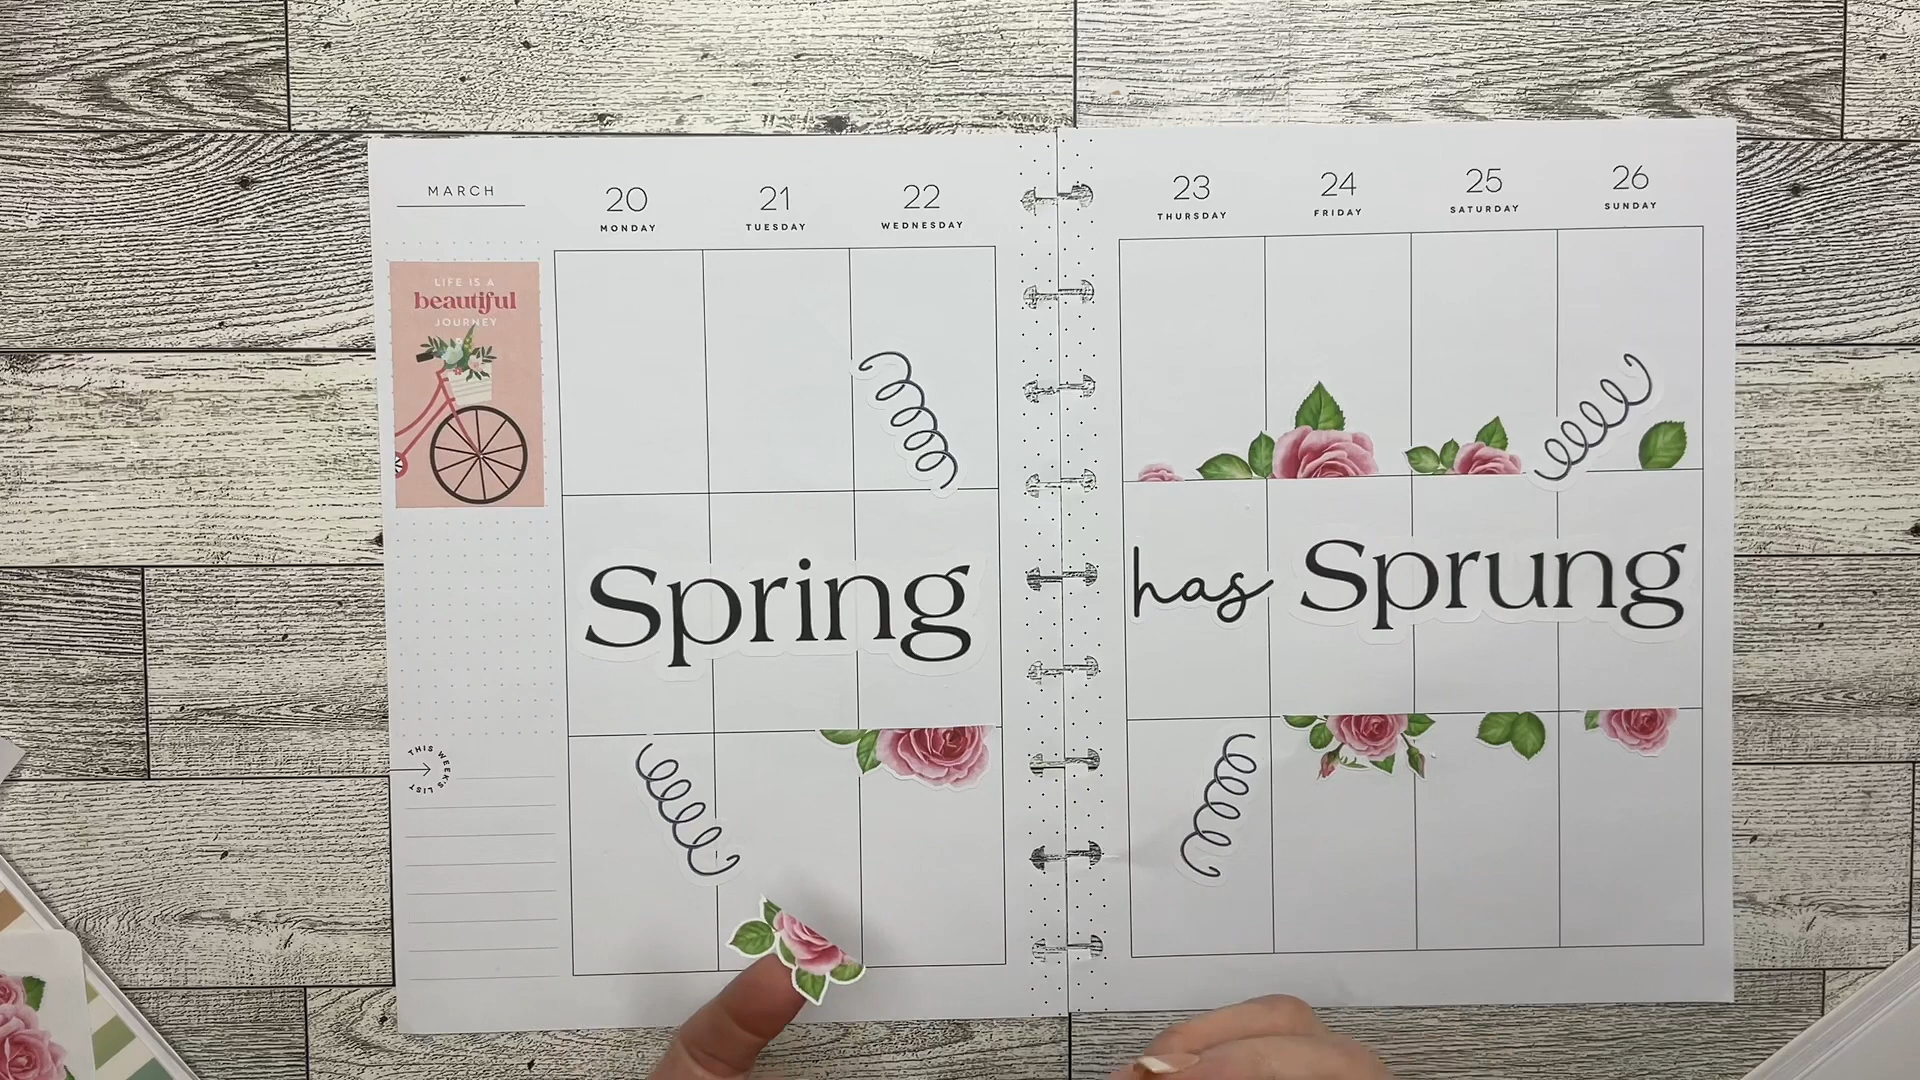 MARCH
20 21 22
MONDAY TUESDAY WEDNESDAY
23 24 25 26
THURSDAY FRIDAY SATURDAY SUNDAY
LIFE IS A
beautiful
JOURNEY
Spring
has Sprung
THIS WEEK'S LIST